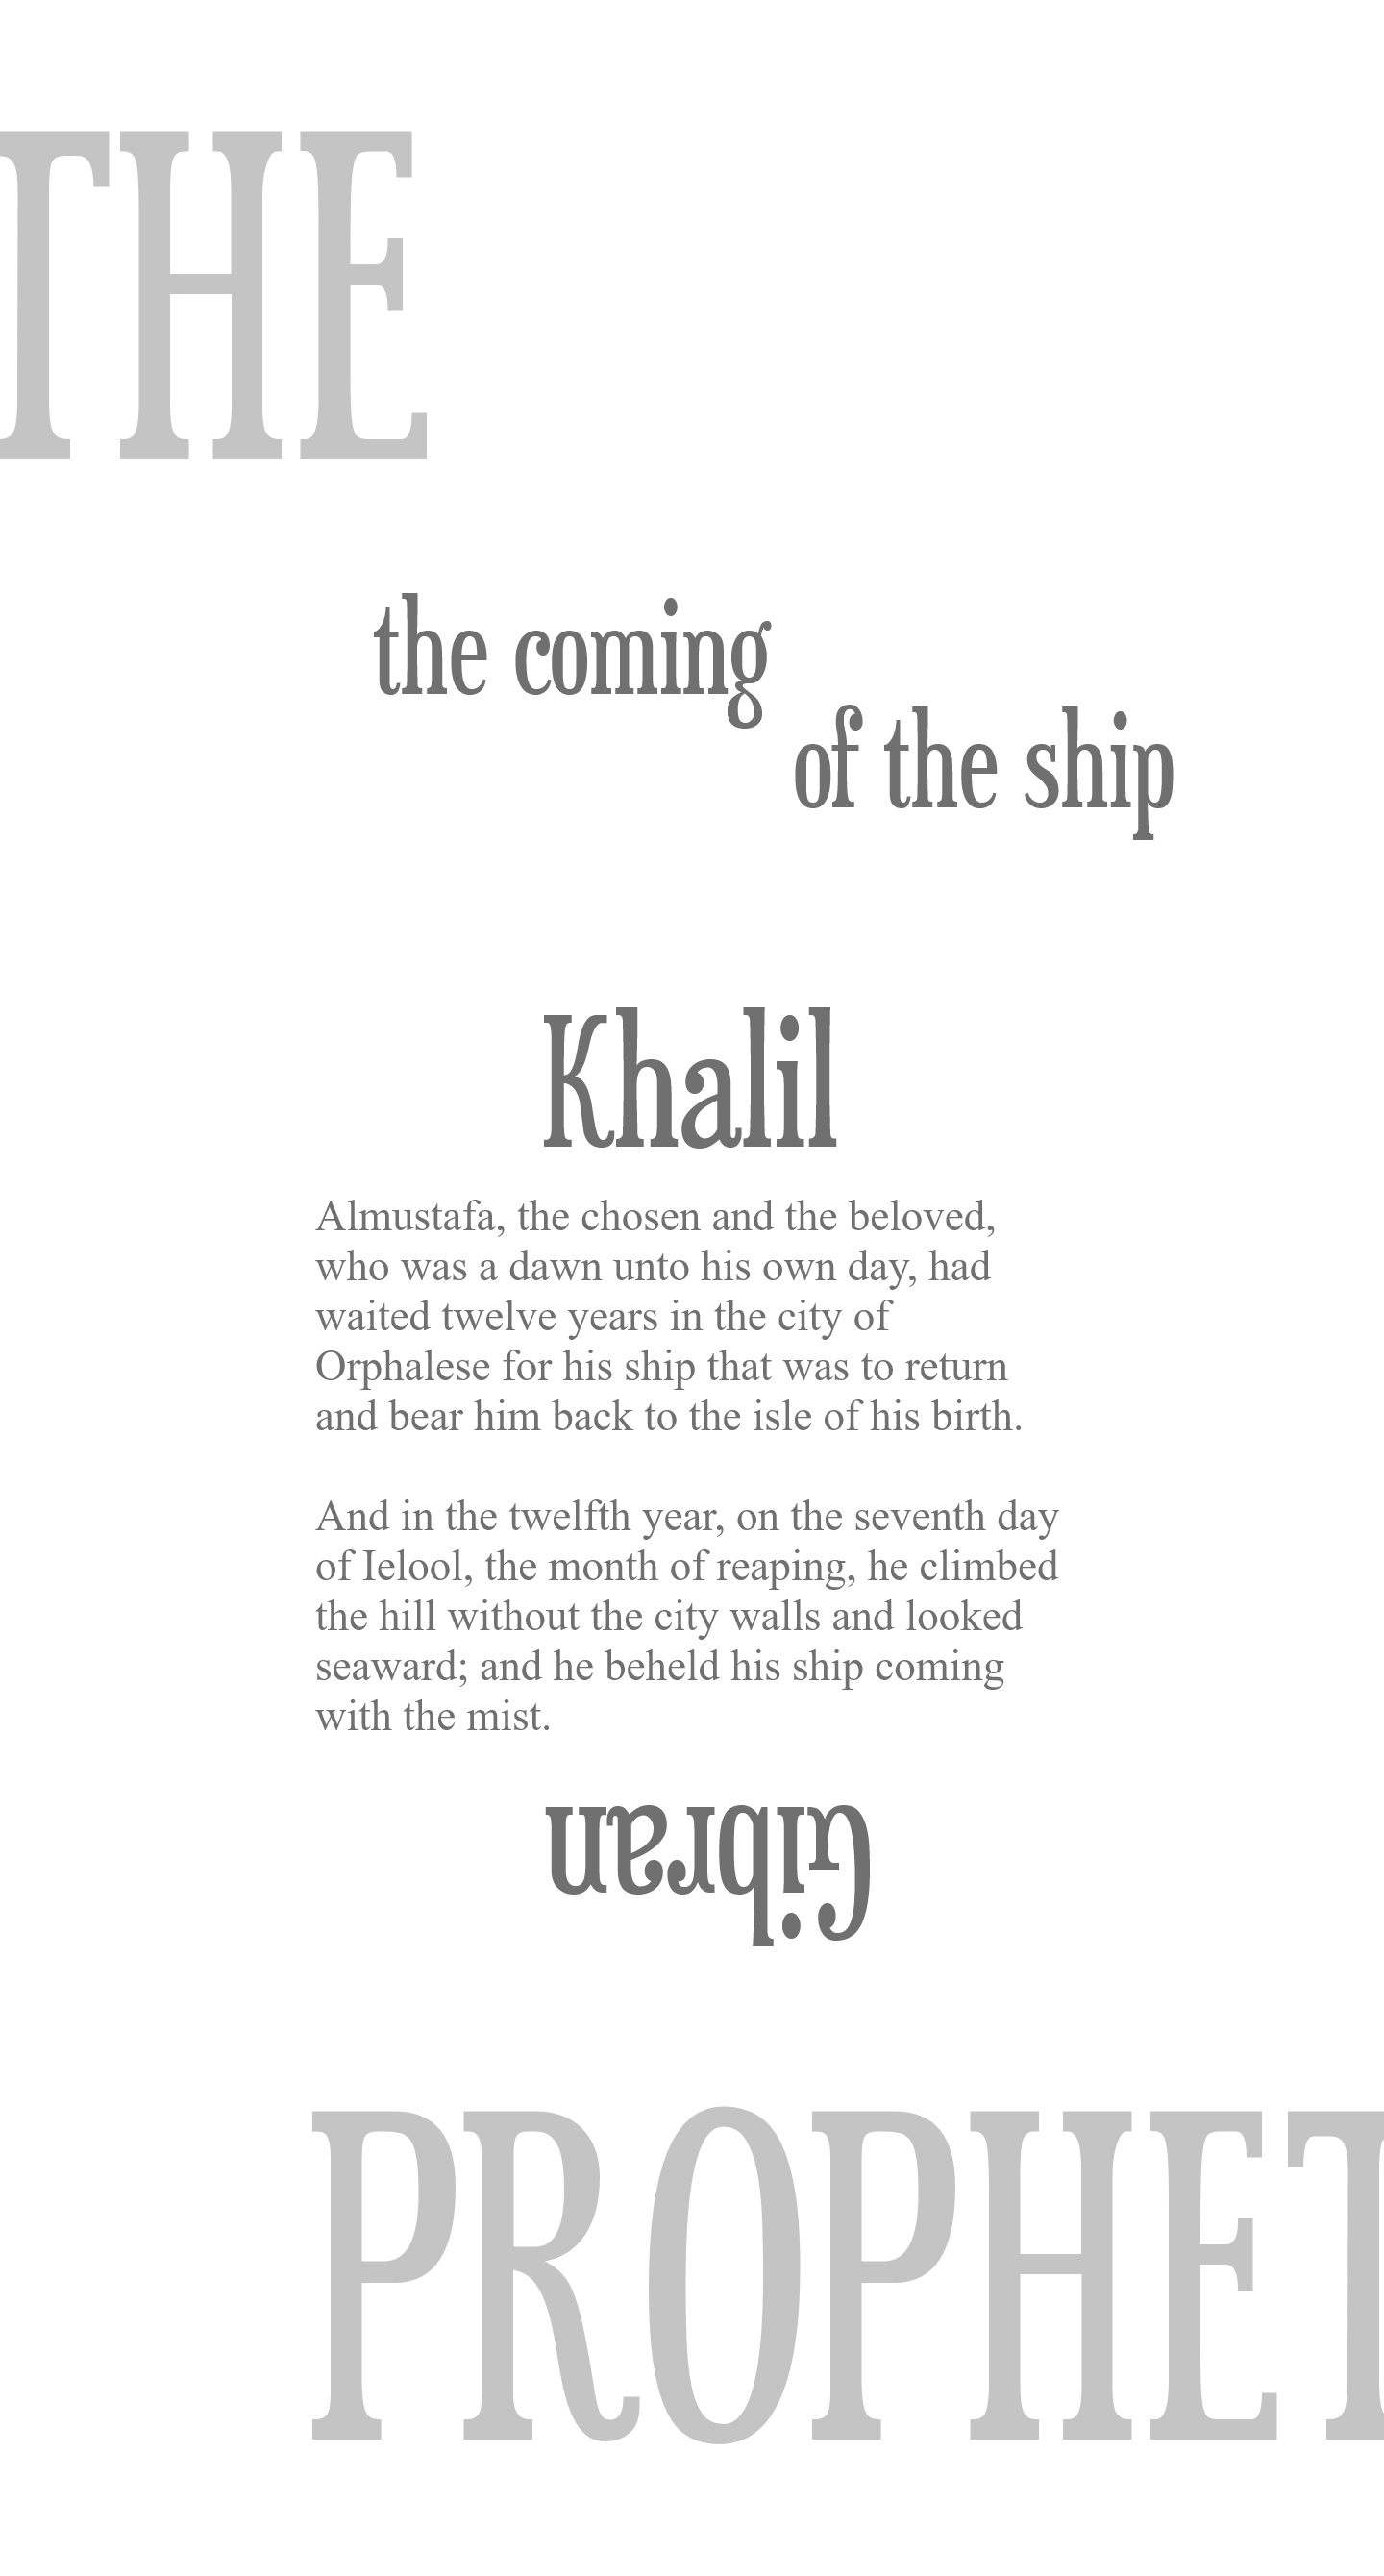 THE
the coming
of the ship
Khalil
Almustafa, the chosen and the beloved,
who was a dawn unto his own day, had
waited twelve years in the city of
Orphalese for his ship that was to return
and bear him back to the isle of his birth.
And in the twelfth year, on the seventh day
of Ielool, the month of reaping, he climbed
the hill without the city walls and looked
seaward; and he beheld his ship coming
with the mist.
Gibran
PROPHET